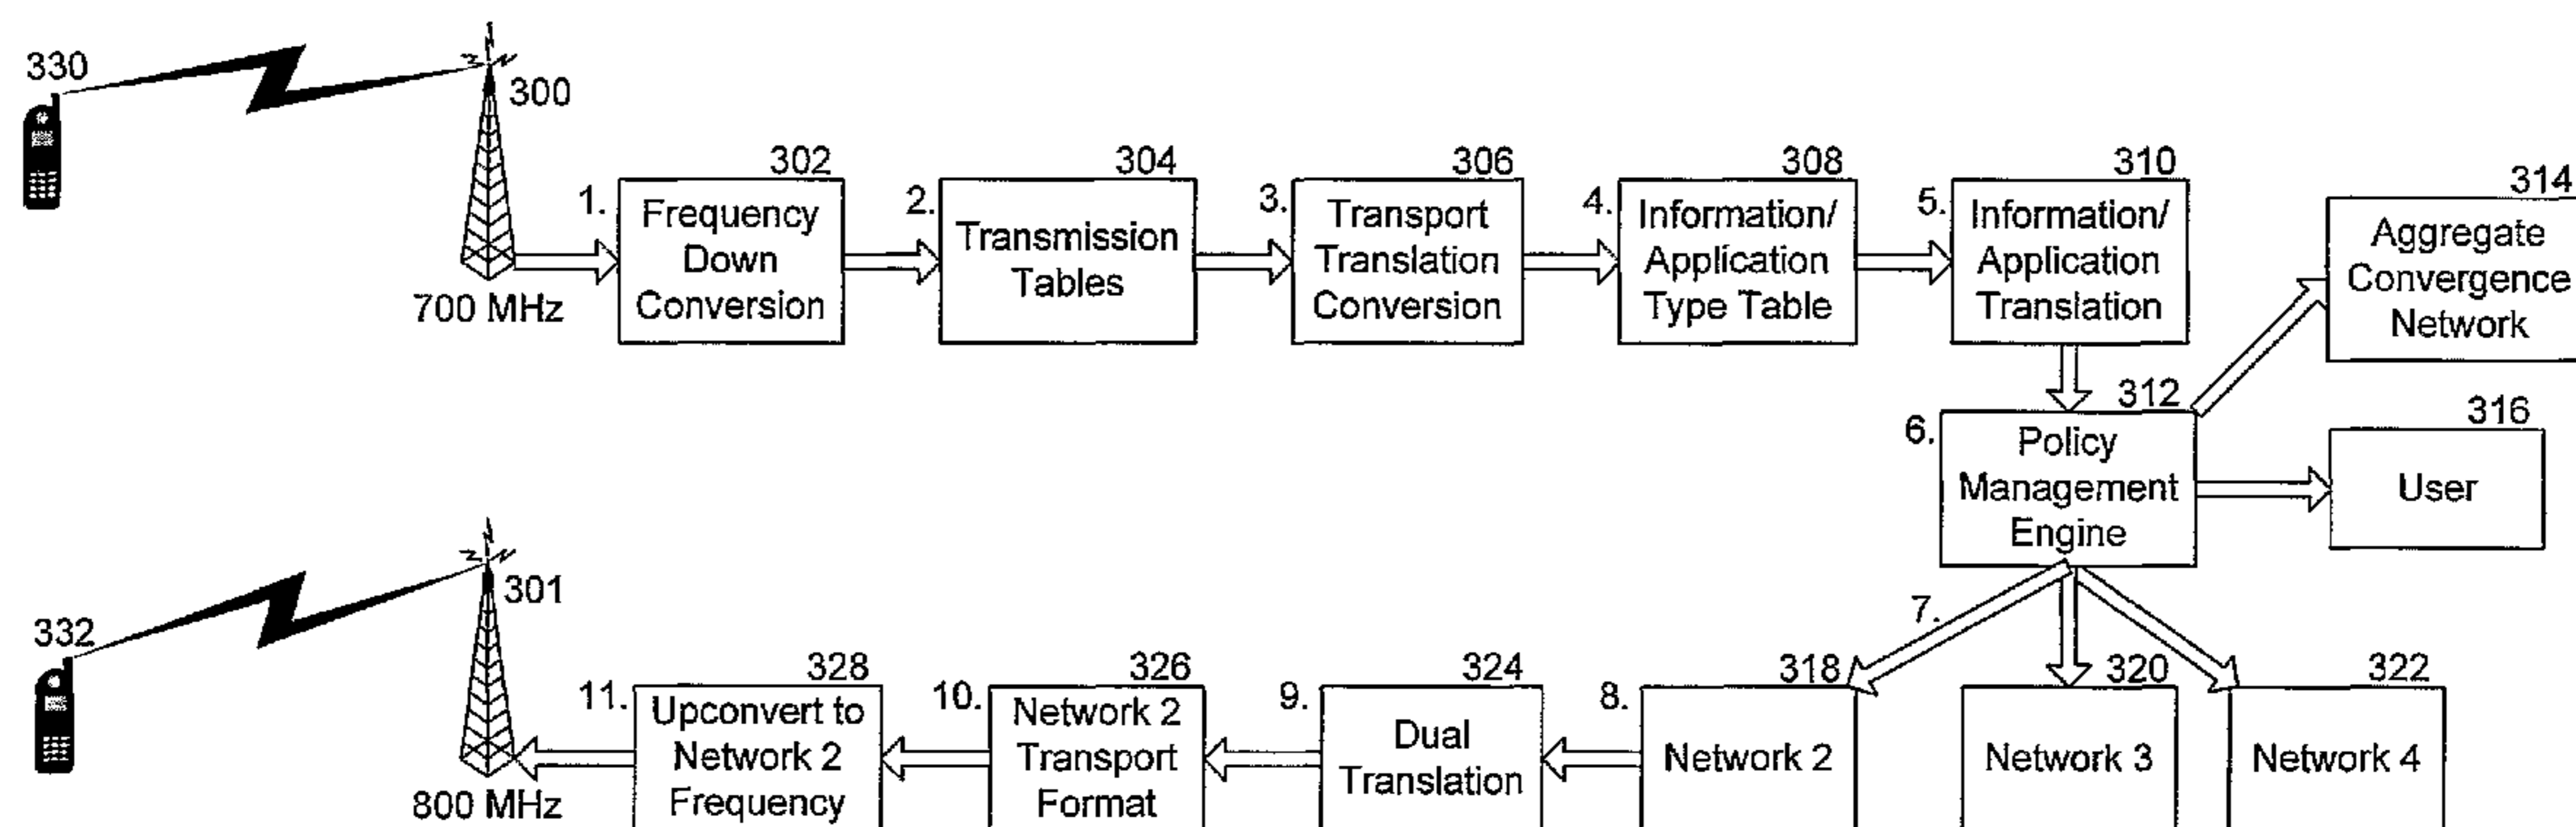 330
300
700 MHz
1.
302
Frequency
Down
Conversion
2.
304
Transmission
Tables
3.
306
Transport
Translation
Conversion
4.
308
Information/
Application
Type Table
5.
310
Information/
Application
Translation
314
Aggregate
Convergence
Network
6.
312
Policy
Management
Engine
316
User
7.
332
301
800 MHz
11.
328
Upconvert to
Network 2
Frequency
10.
326
Network 2
Transport
Format
9.
324
Dual
Translation
8.
318
Network 2
320
Network 3
322
Network 4